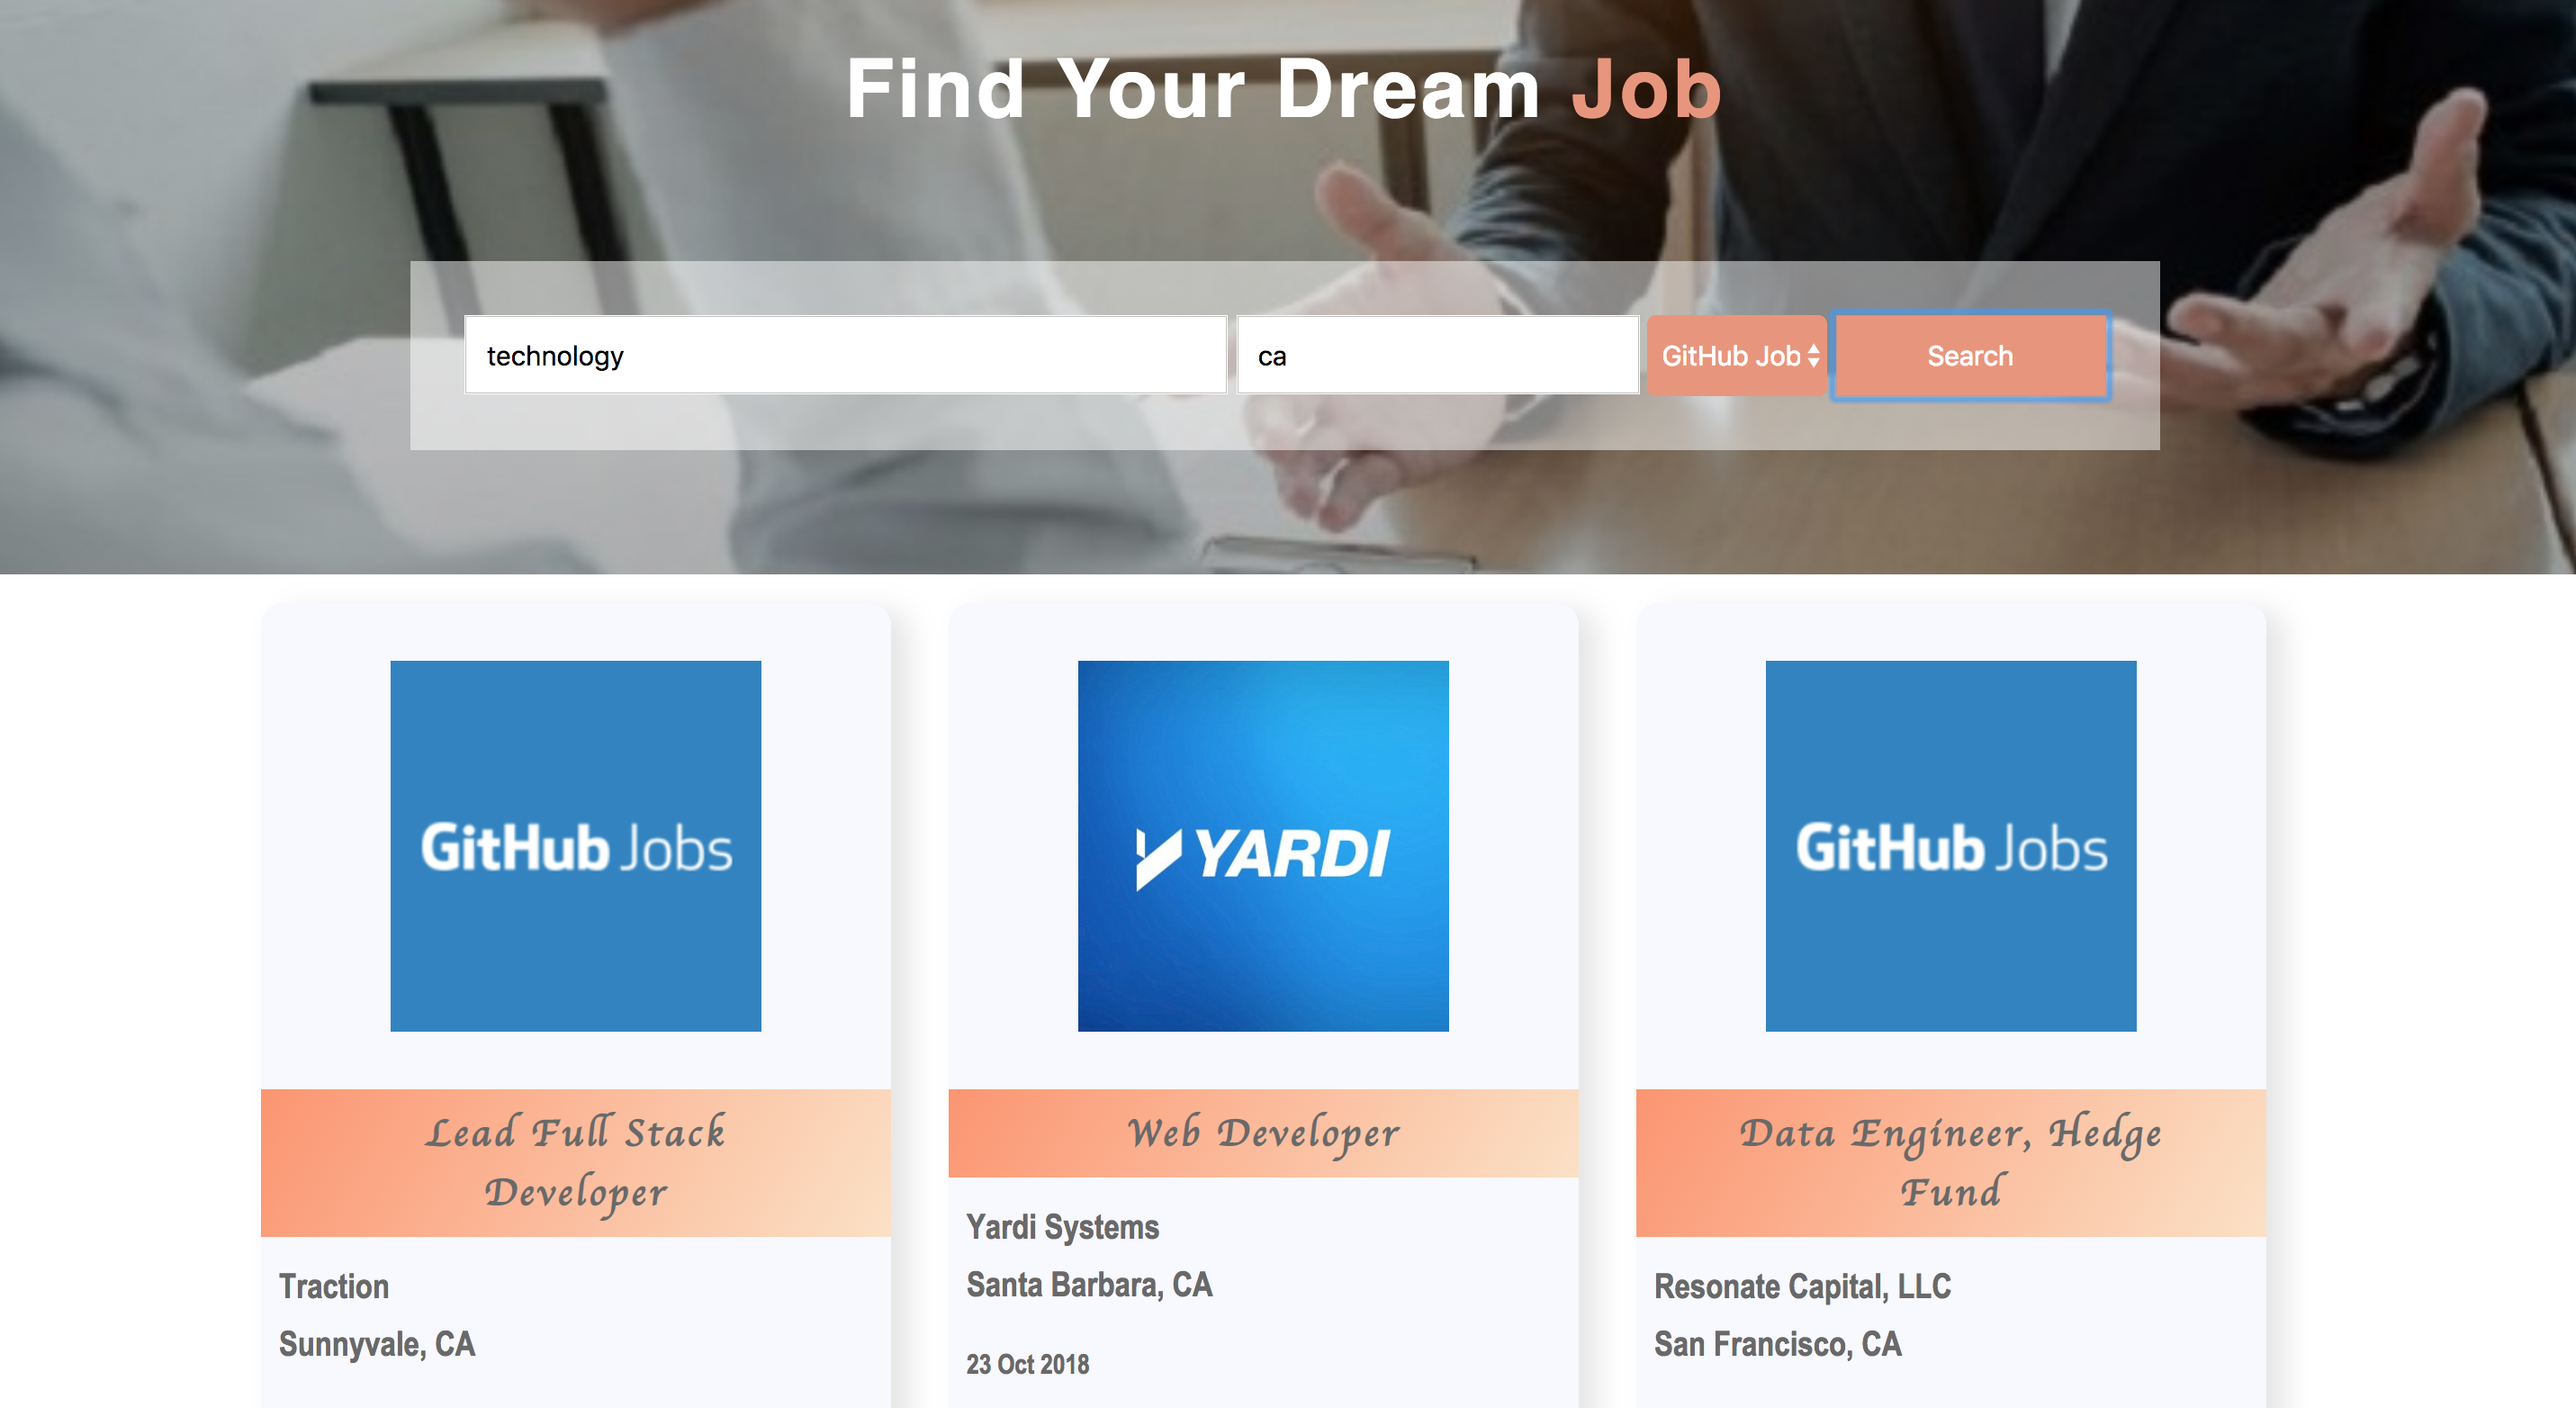 Find Your Dream Job
technology
ca
GitHub Job
Search
GitHub Jobs
Lead Full Stack
Developer
Traction
Sunnyvale, CA
YARDI
Web Developer
Yardi Systems
Santa Barbara, CA
23 Oct 2018
GitHub Jobs
Data Engineer, Hedge
Fund
Resonate Capital, LLC
San Francisco, CA